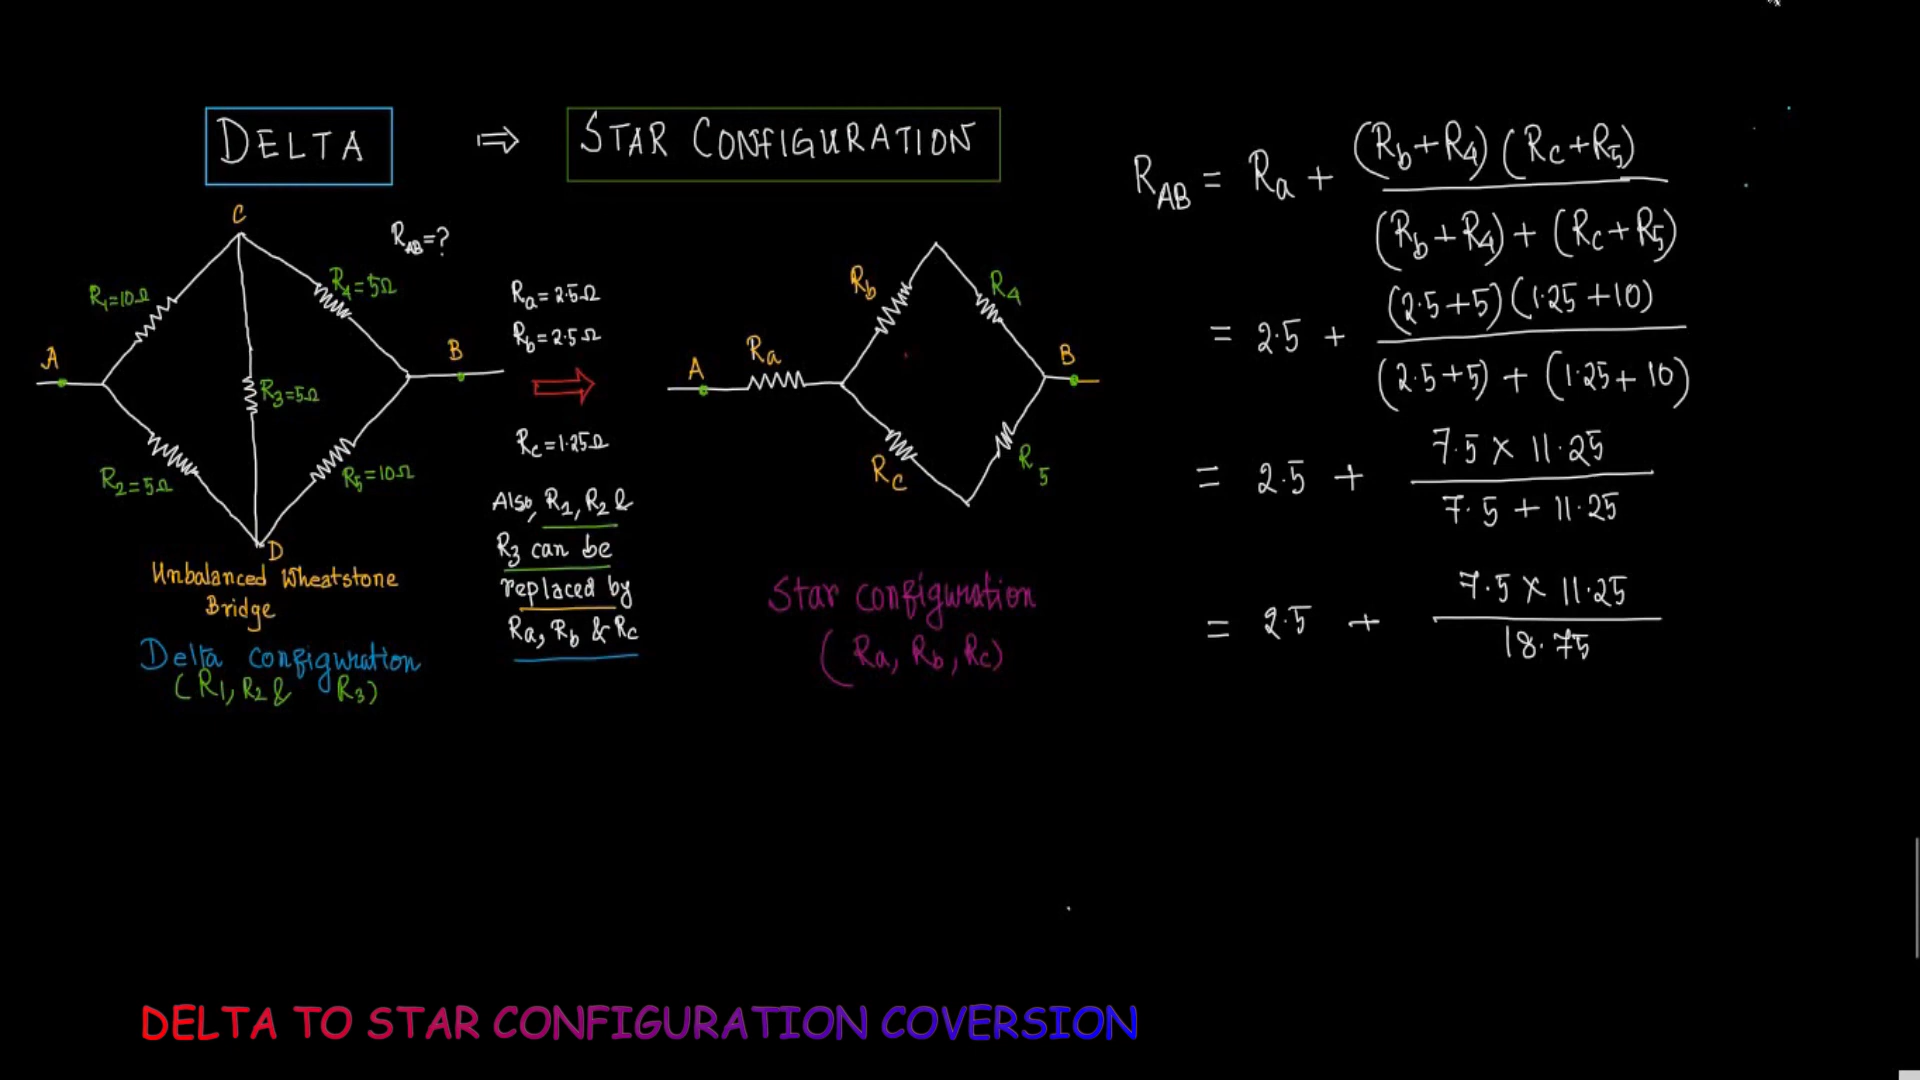 DELTA ⇒ STAR CONFIGURATION
C
R_AB=?
R1=10Ω
R4=5Ω
A
B
R3=5Ω
R2=5Ω
R5=10Ω
D
Unbalanced Wheatstone
Bridge
Delta configuration
(R1, R2 & R3)
Ra=2.5Ω
Rb=2.5Ω
Rc=1.25Ω
Also, R1, R2 &
R3 can be
replaced by
Ra, Rb & Rc
Rb
R4
A
Ra
B
Rc
R5
Star configuration
(Ra, Rb, Rc)
R_AB = Ra + (Rb+R4)(Rc+R5)
(Rb+R4)+(Rc+R5)
= 2.5 + (2.5+5)(1.25+10)
(2.5+5)+(1.25+10)
= 2.5 + 7.5 × 11.25
7.5 + 11.25
= 2.5 + 7.5 × 11.25
18.75
DELTA TO STAR CONFIGURATION COVERSION